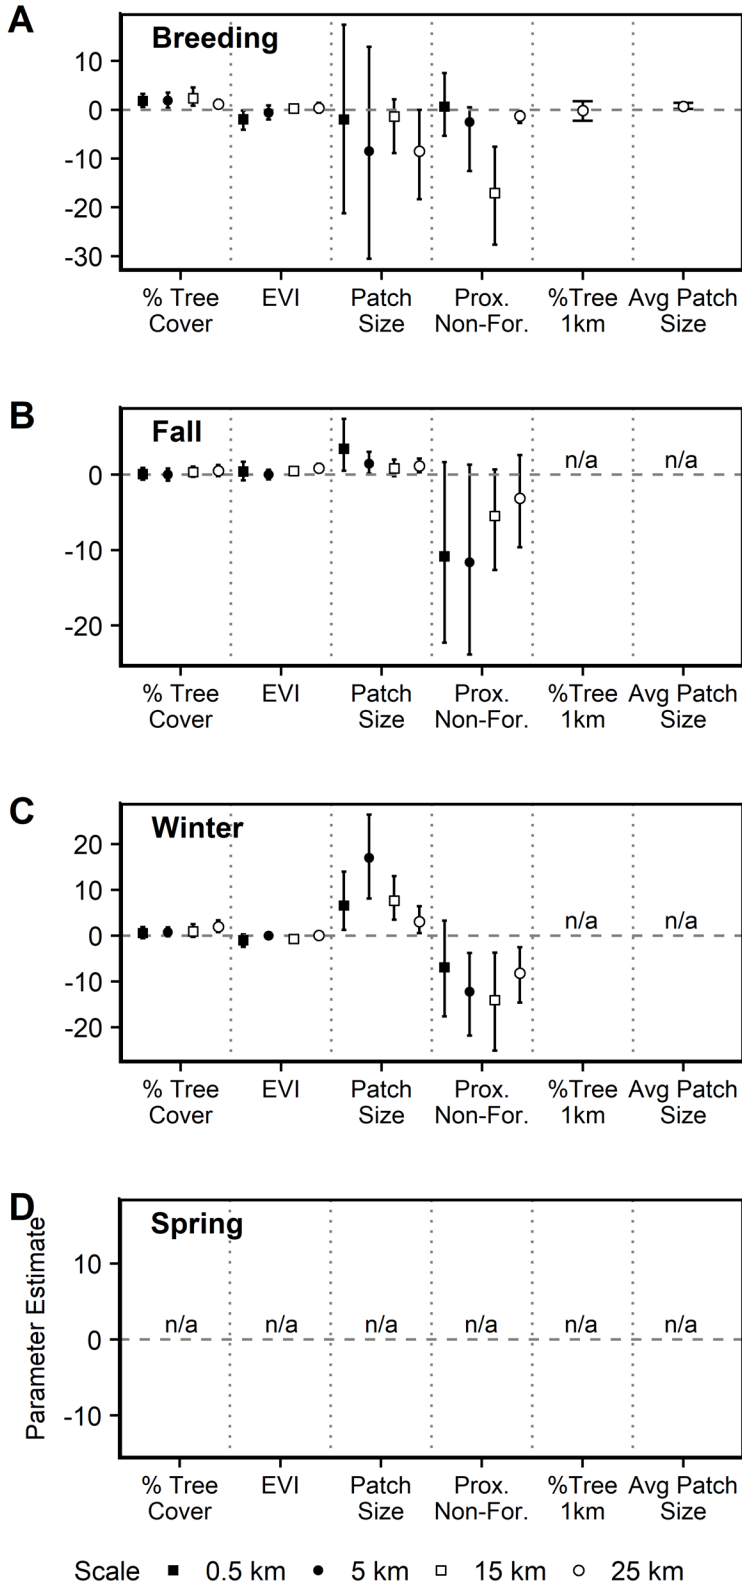 A
Breeding
10
0
-10
-20
-30
% Tree Cover
EVI
Patch Size
Prox. Non-For.
%Tree 1km
Avg Patch Size
B
Fall
0
-10
-20
n/a
n/a
% Tree Cover
EVI
Patch Size
Prox. Non-For.
%Tree 1km
Avg Patch Size
C
Winter
20
10
0
-10
-20
n/a
n/a
% Tree Cover
EVI
Patch Size
Prox. Non-For.
%Tree 1km
Avg Patch Size
D
Spring
Parameter Estimate
10
0
-10
n/a
n/a
n/a
n/a
n/a
n/a
% Tree Cover
EVI
Patch Size
Prox. Non-For.
%Tree 1km
Avg Patch Size
Scale 0.5 km 5 km 15 km 25 km